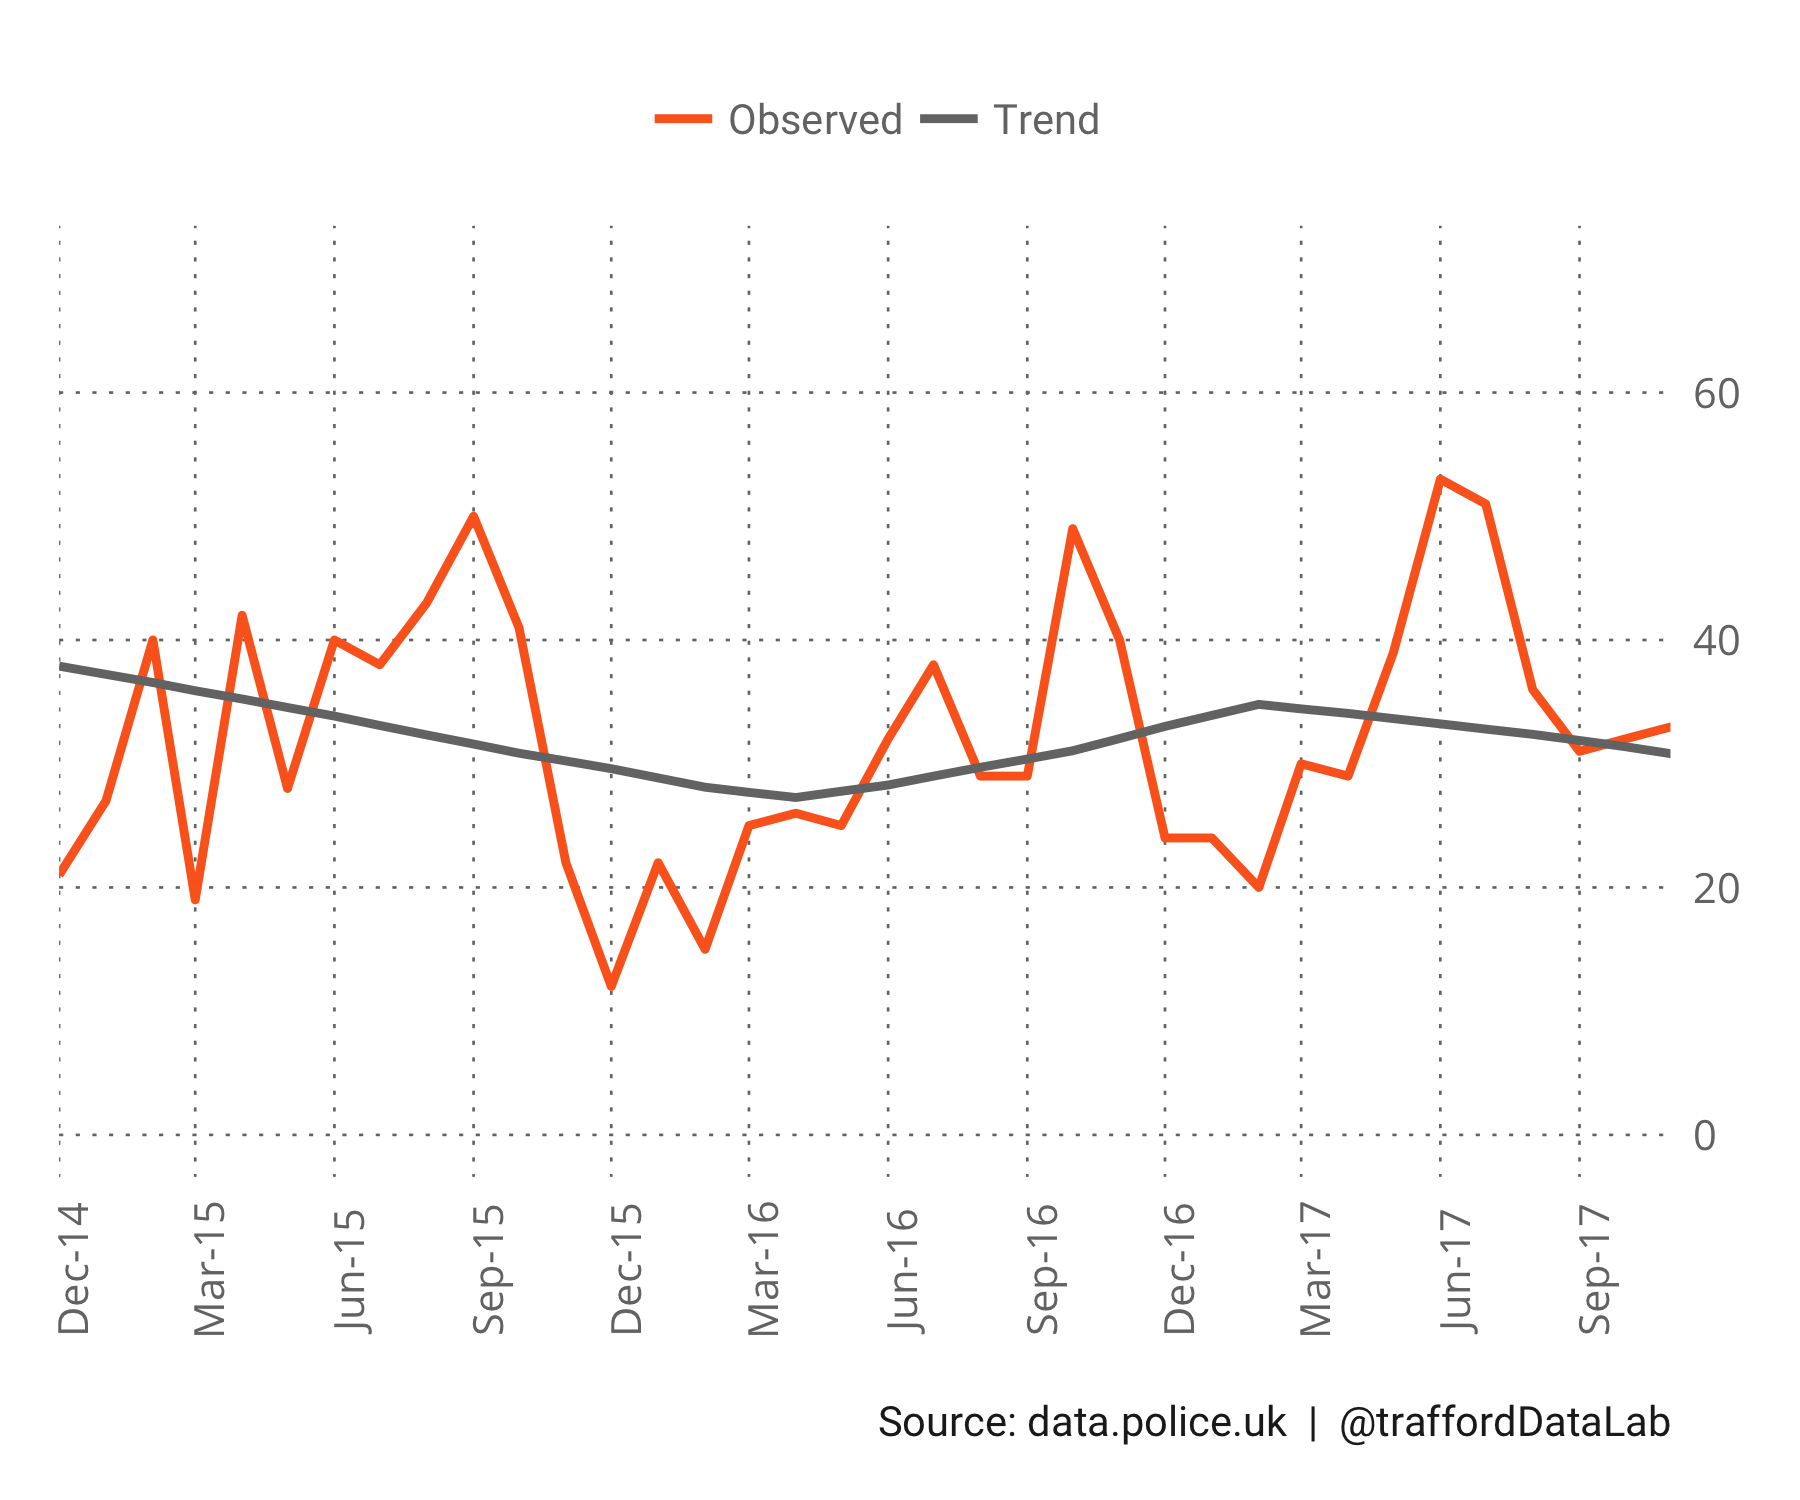 Observed Trend
60
40
20
0
Dec-14 Mar-15 Jun-15 Sep-15 Dec-15 Mar-16 Jun-16 Sep-16 Dec-16 Mar-17 Jun-17 Sep-17
Source: data.police.uk | @traffordDataLab